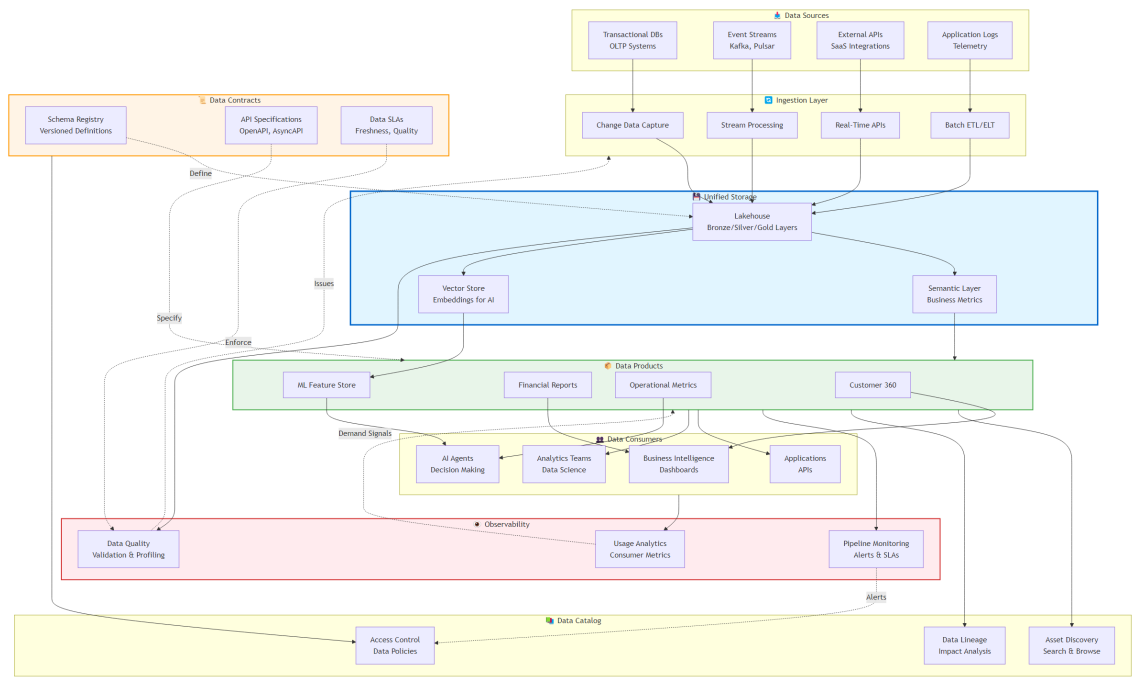 Data Sources
Transactional DBs
OLTP Systems
Event Streams
Kafka, Pulsar
External APIs
SaaS Integrations
Application Logs
Telemetry
Data Contracts
Schema Registry
Versioned Definitions
API Specifications
OpenAPI, AsyncAPI
Data SLAs
Freshness, Quality
Ingestion Layer
Change Data Capture
Stream Processing
Real-Time APIs
Batch ETL/ELT
Define
Unified Storage
Lakehouse
Bronze/Silver/Gold Layers
Issues
Vector Store
Embeddings for AI
Semantic Layer
Business Metrics
Specify
Enforce
Data Products
ML Feature Store
Financial Reports
Operational Metrics
Customer 360
Demand Signals
Data Consumers
AI Agents
Decision Making
Analytics Teams
Data Science
Business Intelligence
Dashboards
Applications
APIs
Observability
Data Quality
Validation & Profiling
Usage Analytics
Consumer Metrics
Pipeline Monitoring
Alerts & SLAs
Alerts
Data Catalog
Access Control
Data Policies
Data Lineage
Impact Analysis
Asset Discovery
Search & Browse